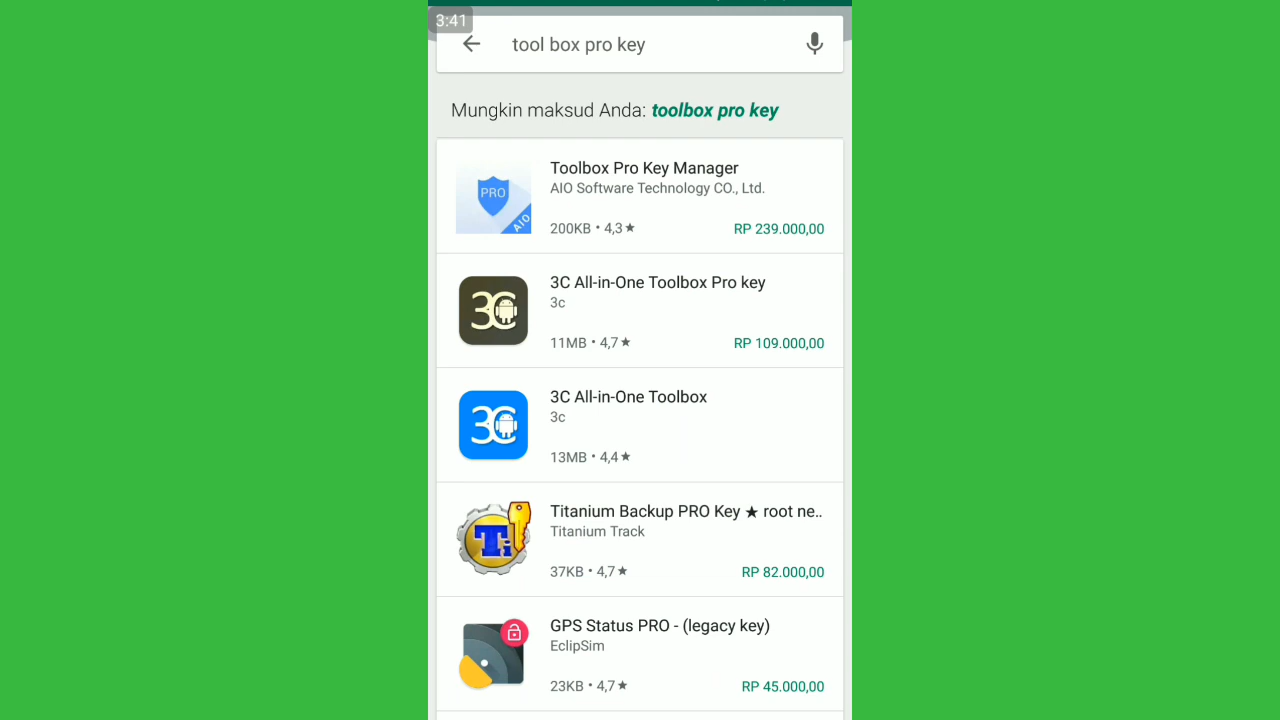 3:41
tool box pro key
Mungkin maksud Anda: toolbox pro key
Toolbox Pro Key Manager
AIO Software Technology CO., Ltd.
PRO
AIO
200KB • 4,3★
RP 239.000,00
3C All-in-One Toolbox Pro key
3c
3C
11MB • 4,7★
RP 109.000,00
3C All-in-One Toolbox
3c
3C
13MB • 4,4★
Titanium Backup PRO Key ★ root ne..
Titanium Track
Ti
37KB • 4,7★
RP 82.000,00
GPS Status PRO - (legacy key)
EclipSim
23KB • 4,7★
RP 45.000,00